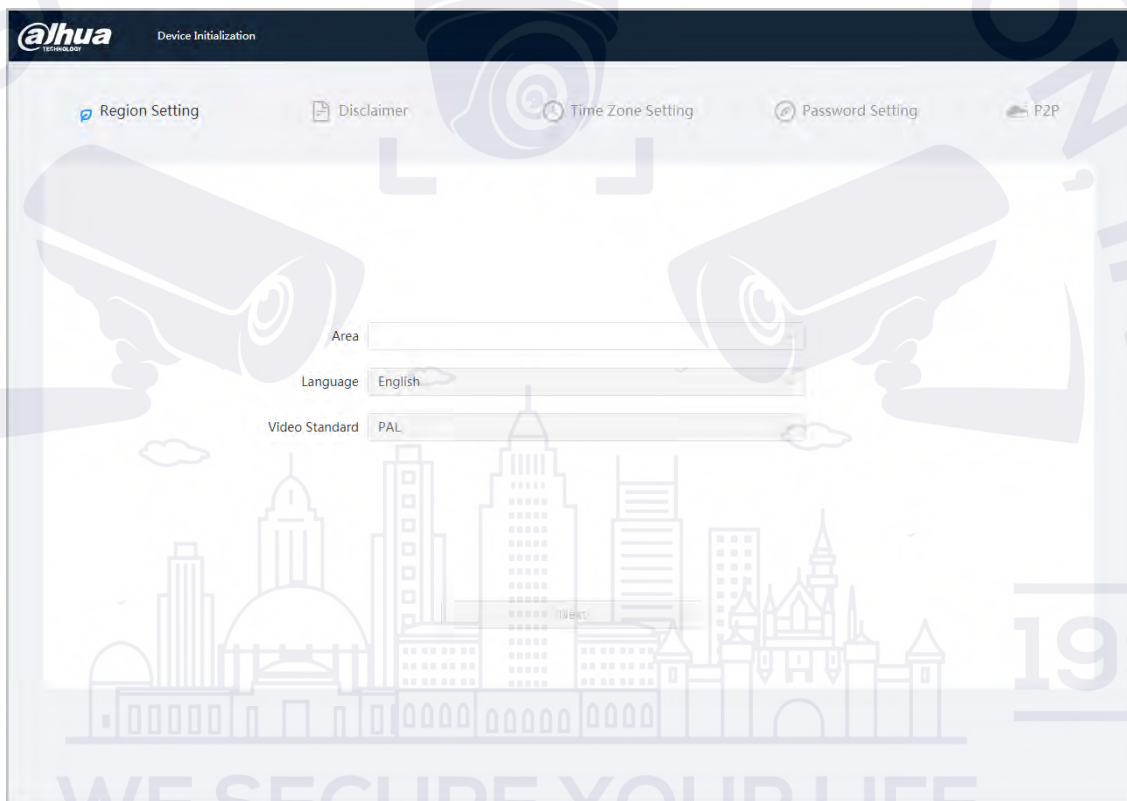 alhua
TECHNOLOGY
Device Initialization
Region Setting
Disclaimer
Time Zone Setting
Password Setting
P2P
Area
Language English
Video Standard PAL
Next
19
WE SECURE YOUR LIFE